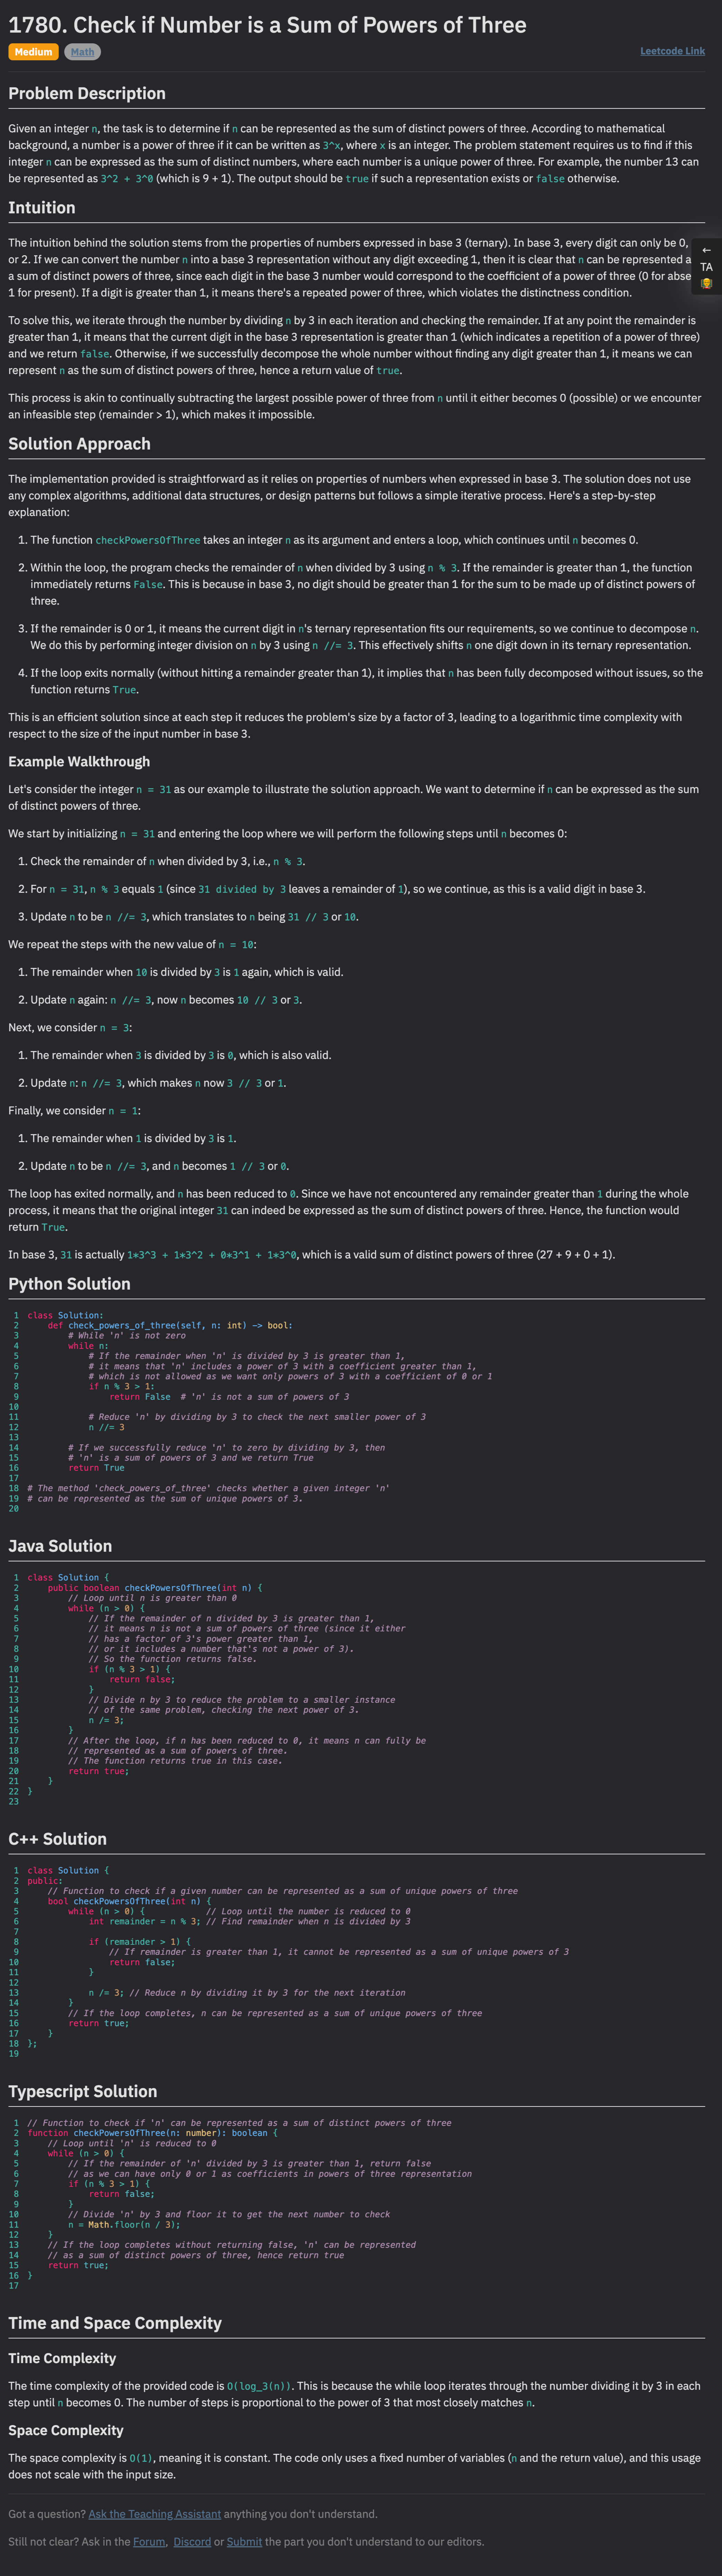 1780. Check if Number is a Sum of Powers of Three
Medium Math Leetcode Link
Problem Description
Given an integer n, the task is to determine if n can be represented as the sum of distinct powers of three. According to mathematical
background, a number is a power of three if it can be written as 3^x, where x is an integer. The problem statement requires us to find if this
integer n can be expressed as the sum of distinct numbers, where each number is a unique power of three. For example, the number 13 can
be represented as 3^2 + 3^0 (which is 9 + 1). The output should be true if such a representation exists or false otherwise.
Intuition
The intuition behind the solution stems from the properties of numbers expressed in base 3 (ternary). In base 3, every digit can only be 0,
or 2. If we can convert the number n into a base 3 representation without any digit exceeding 1, then it is clear that n can be represented a
a sum of distinct powers of three, since each digit in the base 3 number would correspond to the coefficient of a power of three (0 for abse
1 for present). If a digit is greater than 1, it means there's a repeated power of three, which violates the distinctness condition.
←
TA
To solve this, we iterate through the number by dividing n by 3 in each iteration and checking the remainder. If at any point the remainder is
greater than 1, it means that the current digit in the base 3 representation is greater than 1 (which indicates a repetition of a power of three)
and we return false. Otherwise, if we successfully decompose the whole number without finding any digit greater than 1, it means we can
represent n as the sum of distinct powers of three, hence a return value of true.
This process is akin to continually subtracting the largest possible power of three from n until it either becomes 0 (possible) or we encounter
an infeasible step (remainder > 1), which makes it impossible.
Solution Approach
The implementation provided is straightforward as it relies on properties of numbers when expressed in base 3. The solution does not use
any complex algorithms, additional data structures, or design patterns but follows a simple iterative process. Here's a step-by-step
explanation:
1. The function checkPowersOfThree takes an integer n as its argument and enters a loop, which continues until n becomes 0.
2. Within the loop, the program checks the remainder of n when divided by 3 using n % 3. If the remainder is greater than 1, the function
immediately returns False. This is because in base 3, no digit should be greater than 1 for the sum to be made up of distinct powers of
three.
3. If the remainder is 0 or 1, it means the current digit in n's ternary representation fits our requirements, so we continue to decompose n.
We do this by performing integer division on n by 3 using n //= 3. This effectively shifts n one digit down in its ternary representation.
4. If the loop exits normally (without hitting a remainder greater than 1), it implies that n has been fully decomposed without issues, so the
function returns True.
This is an efficient solution since at each step it reduces the problem's size by a factor of 3, leading to a logarithmic time complexity with
respect to the size of the input number in base 3.
Example Walkthrough
Let's consider the integer n = 31 as our example to illustrate the solution approach. We want to determine if n can be expressed as the sum
of distinct powers of three.
We start by initializing n = 31 and entering the loop where we will perform the following steps until n becomes 0:
1. Check the remainder of n when divided by 3, i.e., n % 3.
2. For n = 31, n % 3 equals 1 (since 31 divided by 3 leaves a remainder of 1), so we continue, as this is a valid digit in base 3.
3. Update n to be n //= 3, which translates to n being 31 // 3 or 10.
We repeat the steps with the new value of n = 10:
1. The remainder when 10 is divided by 3 is 1 again, which is valid.
2. Update n again: n //= 3, now n becomes 10 // 3 or 3.
Next, we consider n = 3:
1. The remainder when 3 is divided by 3 is 0, which is also valid.
2. Update n: n //= 3, which makes n now 3 // 3 or 1.
Finally, we consider n = 1:
1. The remainder when 1 is divided by 3 is 1.
2. Update n to be n //= 3, and n becomes 1 // 3 or 0.
The loop has exited normally, and n has been reduced to 0. Since we have not encountered any remainder greater than 1 during the whole
process, it means that the original integer 31 can indeed be expressed as the sum of distinct powers of three. Hence, the function would
return True.
In base 3, 31 is actually 1*3^3 + 1*3^2 + 0*3^1 + 1*3^0, which is a valid sum of distinct powers of three (27 + 9 + 0 + 1).
Python Solution
1 class Solution:
2 def check_powers_of_three(self, n: int) -> bool:
3 # While 'n' is not zero
4 while n:
5 # If the remainder when 'n' is divided by 3 is greater than 1,
6 # it means that 'n' includes a power of 3 with a coefficient greater than 1,
7 # which is not allowed as we want only powers of 3 with a coefficient of 0 or 1
8 if n % 3 > 1:
9 return False # 'n' is not a sum of powers of 3
10
11 # Reduce 'n' by dividing by 3 to check the next smaller power of 3
12 n //= 3
13
14 # If we successfully reduce 'n' to zero by dividing by 3, then
15 # 'n' is a sum of powers of 3 and we return True
16 return True
17
18 # The method 'check_powers_of_three' checks whether a given integer 'n'
19 # can be represented as the sum of unique powers of 3.
20
Java Solution
1 class Solution {
2 public boolean checkPowersOfThree(int n) {
3 // Loop until n is greater than 0
4 while (n > 0) {
5 // If the remainder of n divided by 3 is greater than 1,
6 // it means n is not a sum of powers of three (since it either
7 // has a factor of 3's power greater than 1,
8 // or it includes a number that's not a power of 3).
9 // So the function returns false.
10 if (n % 3 > 1) {
11 return false;
12 }
13 // Divide n by 3 to reduce the problem to a smaller instance
14 // of the same problem, checking the next power of 3.
15 n /= 3;
16 }
17 // After the loop, if n has been reduced to 0, it means n can fully be
18 // represented as a sum of powers of three.
19 // The function returns true in this case.
20 return true;
21 }
22 }
23
C++ Solution
1 class Solution {
2 public:
3 // Function to check if a given number can be represented as a sum of unique powers of three
4 bool checkPowersOfThree(int n) {
5 while (n > 0) { // Loop until the number is reduced to 0
6 int remainder = n % 3; // Find remainder when n is divided by 3
7
8 if (remainder > 1) {
9 // If remainder is greater than 1, it cannot be represented as a sum of unique powers of 3
10 return false;
11 }
12
13 n /= 3; // Reduce n by dividing it by 3 for the next iteration
14 }
15 // If the loop completes, n can be represented as a sum of unique powers of three
16 return true;
17 }
18 };
19
Typescript Solution
1 // Function to check if 'n' can be represented as a sum of distinct powers of three
2 function checkPowersOfThree(n: number): boolean {
3 // Loop until 'n' is reduced to 0
4 while (n > 0) {
5 // If the remainder of 'n' divided by 3 is greater than 1, return false
6 // as we can have only 0 or 1 as coefficients in powers of three representation
7 if (n % 3 > 1) {
8 return false;
9 }
10 // Divide 'n' by 3 and floor it to get the next number to check
11 n = Math.floor(n / 3);
12 }
13 // If the loop completes without returning false, 'n' can be represented
14 // as a sum of distinct powers of three, hence return true
15 return true;
16 }
17
Time and Space Complexity
Time Complexity
The time complexity of the provided code is O(log_3(n)). This is because the while loop iterates through the number dividing it by 3 in each
step until n becomes 0. The number of steps is proportional to the power of 3 that most closely matches n.
Space Complexity
The space complexity is O(1), meaning it is constant. The code only uses a fixed number of variables (n and the return value), and this usage
does not scale with the input size.
Got a question? Ask the Teaching Assistant anything you don't understand.
Still not clear? Ask in the Forum, Discord or Submit the part you don't understand to our editors.